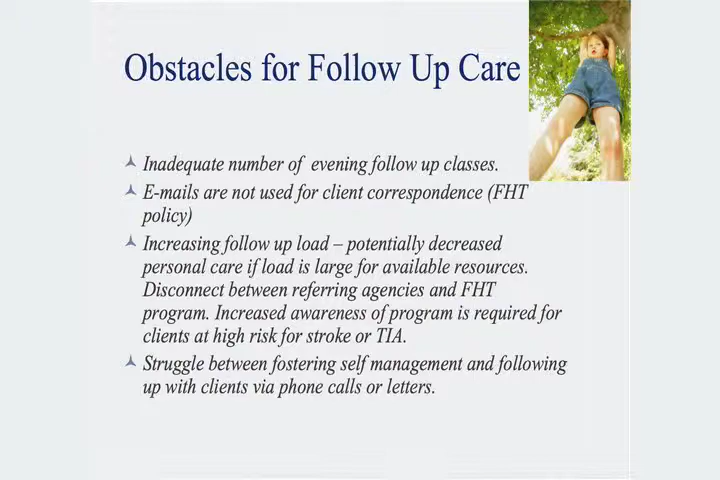 Obstacles for Follow Up Care
Inadequate number of evening follow up classes.
E-mails are not used for client correspondence (FHT
policy)
Increasing follow up load – potentially decreased
personal care if load is large for available resources.
Disconnect between referring agencies and FHT
program. Increased awareness of program is required for
clients at high risk for stroke or TIA.
Struggle between fostering self management and following
up with clients via phone calls or letters.